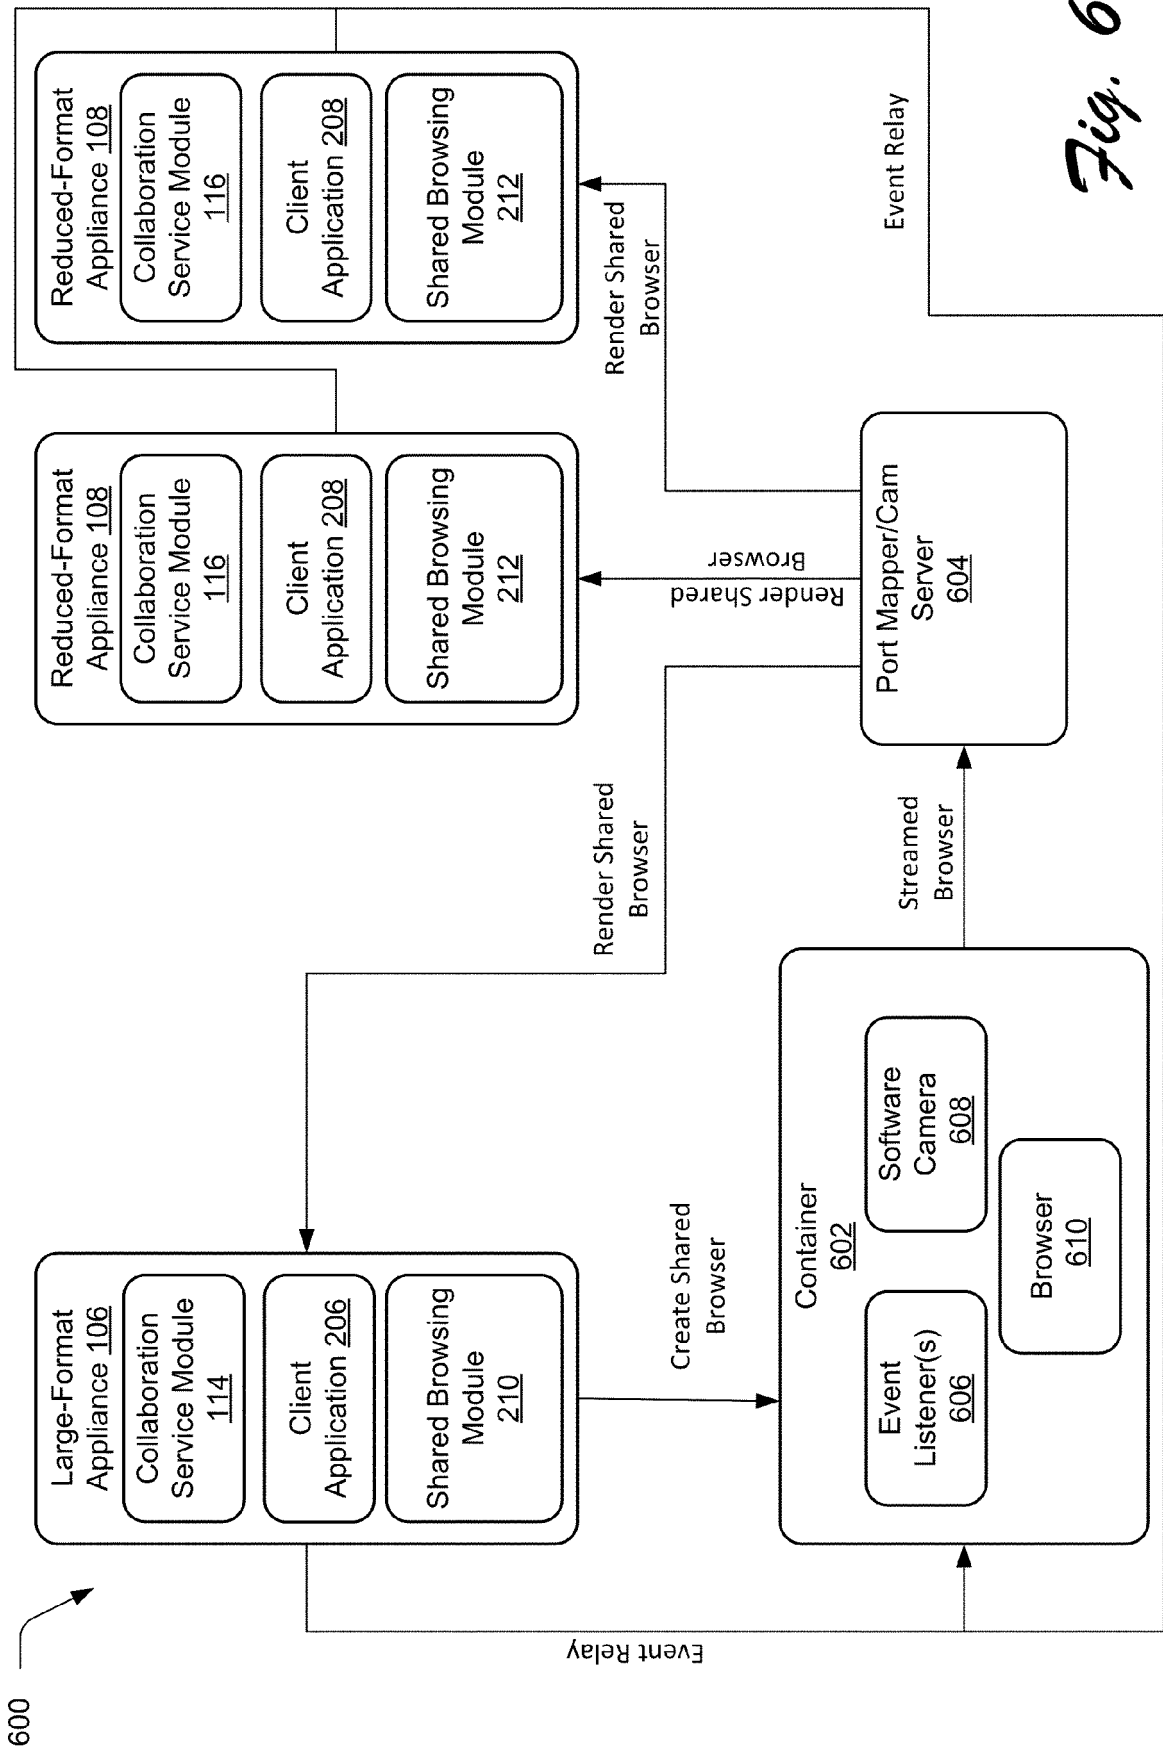 600
Large-Format
Appliance 106
Collaboration
Service Module
114
Client
Application 206
Shared Browsing
Module
210
Reduced-Format
Appliance 108
Collaboration
Service Module
116
Client
Application 208
Shared Browsing
Module
212
Reduced-Format
Appliance 108
Collaboration
Service Module
116
Client
Application 208
Shared Browsing
Module
212
Event Relay
Create Shared
Browser
Render Shared
Browser
Render Shared
Browser
Render Shared
Browser
Event Relay
Container
602
Event
Listener(s)
606
Software
Camera
608
Browser
610
Streamed
Browser
Port Mapper/Cam
Server
604
Fig. 6